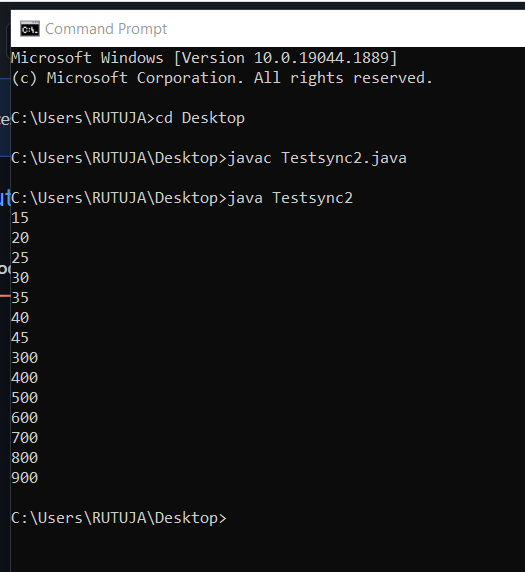 Command Prompt
Microsoft Windows [Version 10.0.19044.1889]
(c) Microsoft Corporation. All rights reserved.
C:\Users\RUTUJA>cd Desktop
C:\Users\RUTUJA\Desktop>javac Testsync2.java
C:\Users\RUTUJA\Desktop>java Testsync2
15
20
25
30
35
40
45
300
400
500
600
700
800
900
C:\Users\RUTUJA\Desktop>